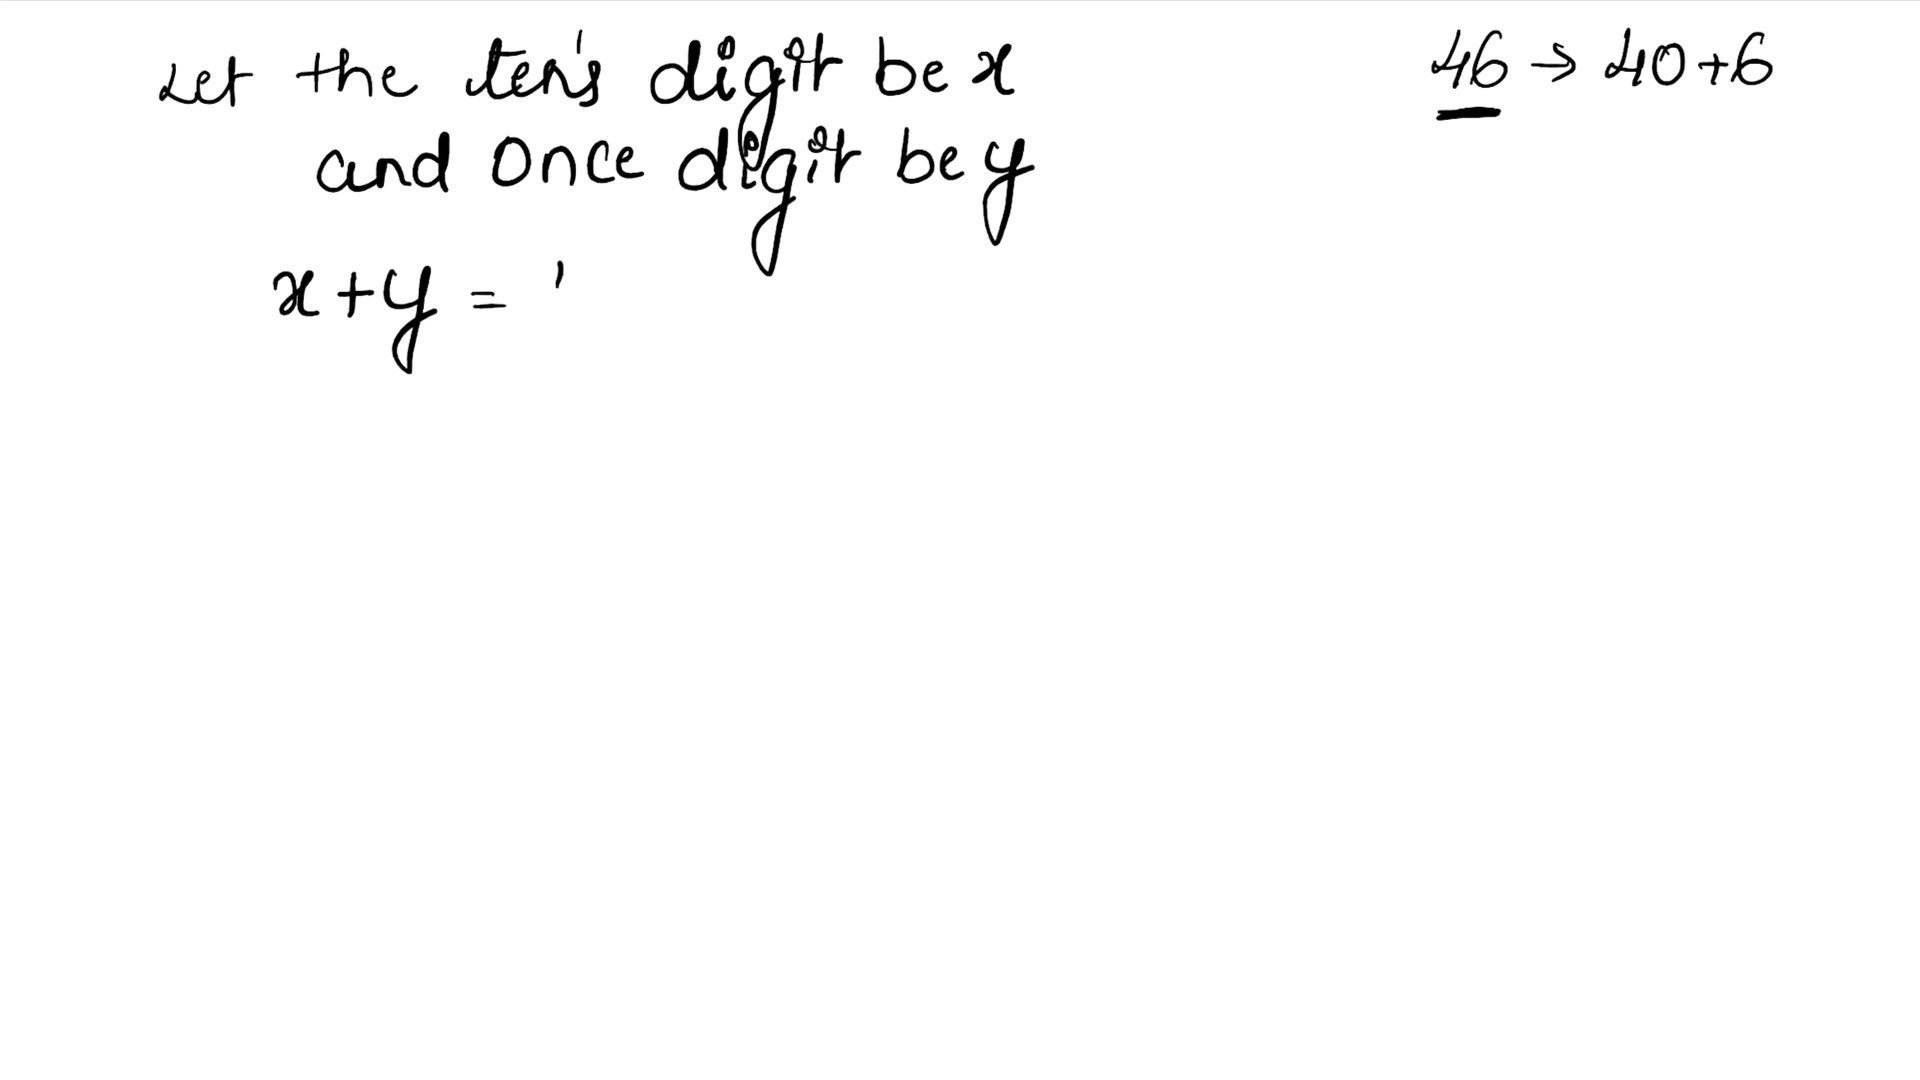 Let the ten's digit be x
and once digit be y
x + y = '
46 → 40 + 6